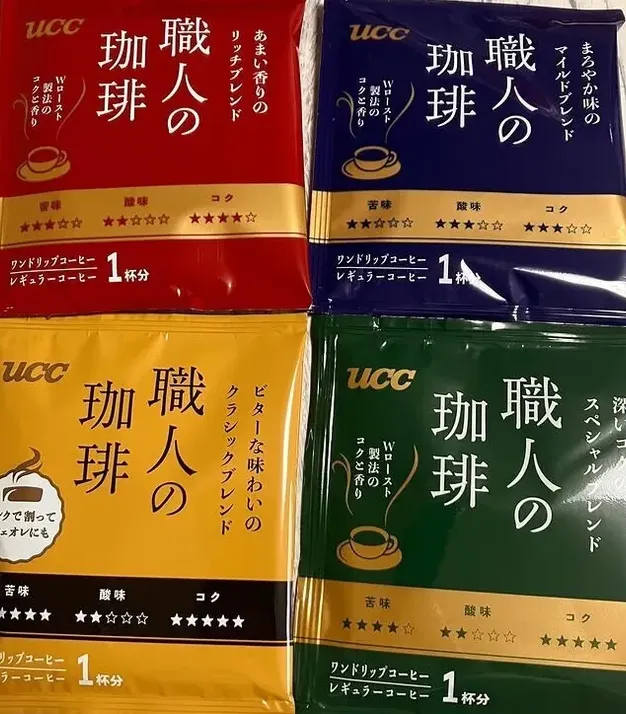 UCC
職人の
珈琲
あまい香りの
リッチブレンド
Wロースト
製法の
コクと香り
苦味 酸味 コク
★★★☆☆ ★★☆☆☆ ★★★★☆
ワンドリップコーヒー
レギュラーコーヒー
1杯分
UCC
職人の
珈琲
まろやか味の
マイルドブレンド
Wロースト
製法の
コクと香り
苦味 酸味 コク
★★☆☆☆ ★★★☆☆ ★★★☆☆
ワンドリップコーヒー
レギュラーコーヒー
1杯分
UCC
職人の
珈琲
ビターな味わいの
クラシックブレンド
クで割って
ェオレにも
苦味 酸味 コク
★★★★ ★★☆☆☆ ★★★★★
リップコーヒー
ラーコーヒー
1杯分
UCC
職人の
珈琲
深いコクの
スペシャルブレンド
Wロースト
製法の
コクと香り
苦味 酸味 コク
★★★★☆ ★★☆☆☆ ★★★★★
ワンドリップコーヒー
レギュラーコーヒー
1杯分